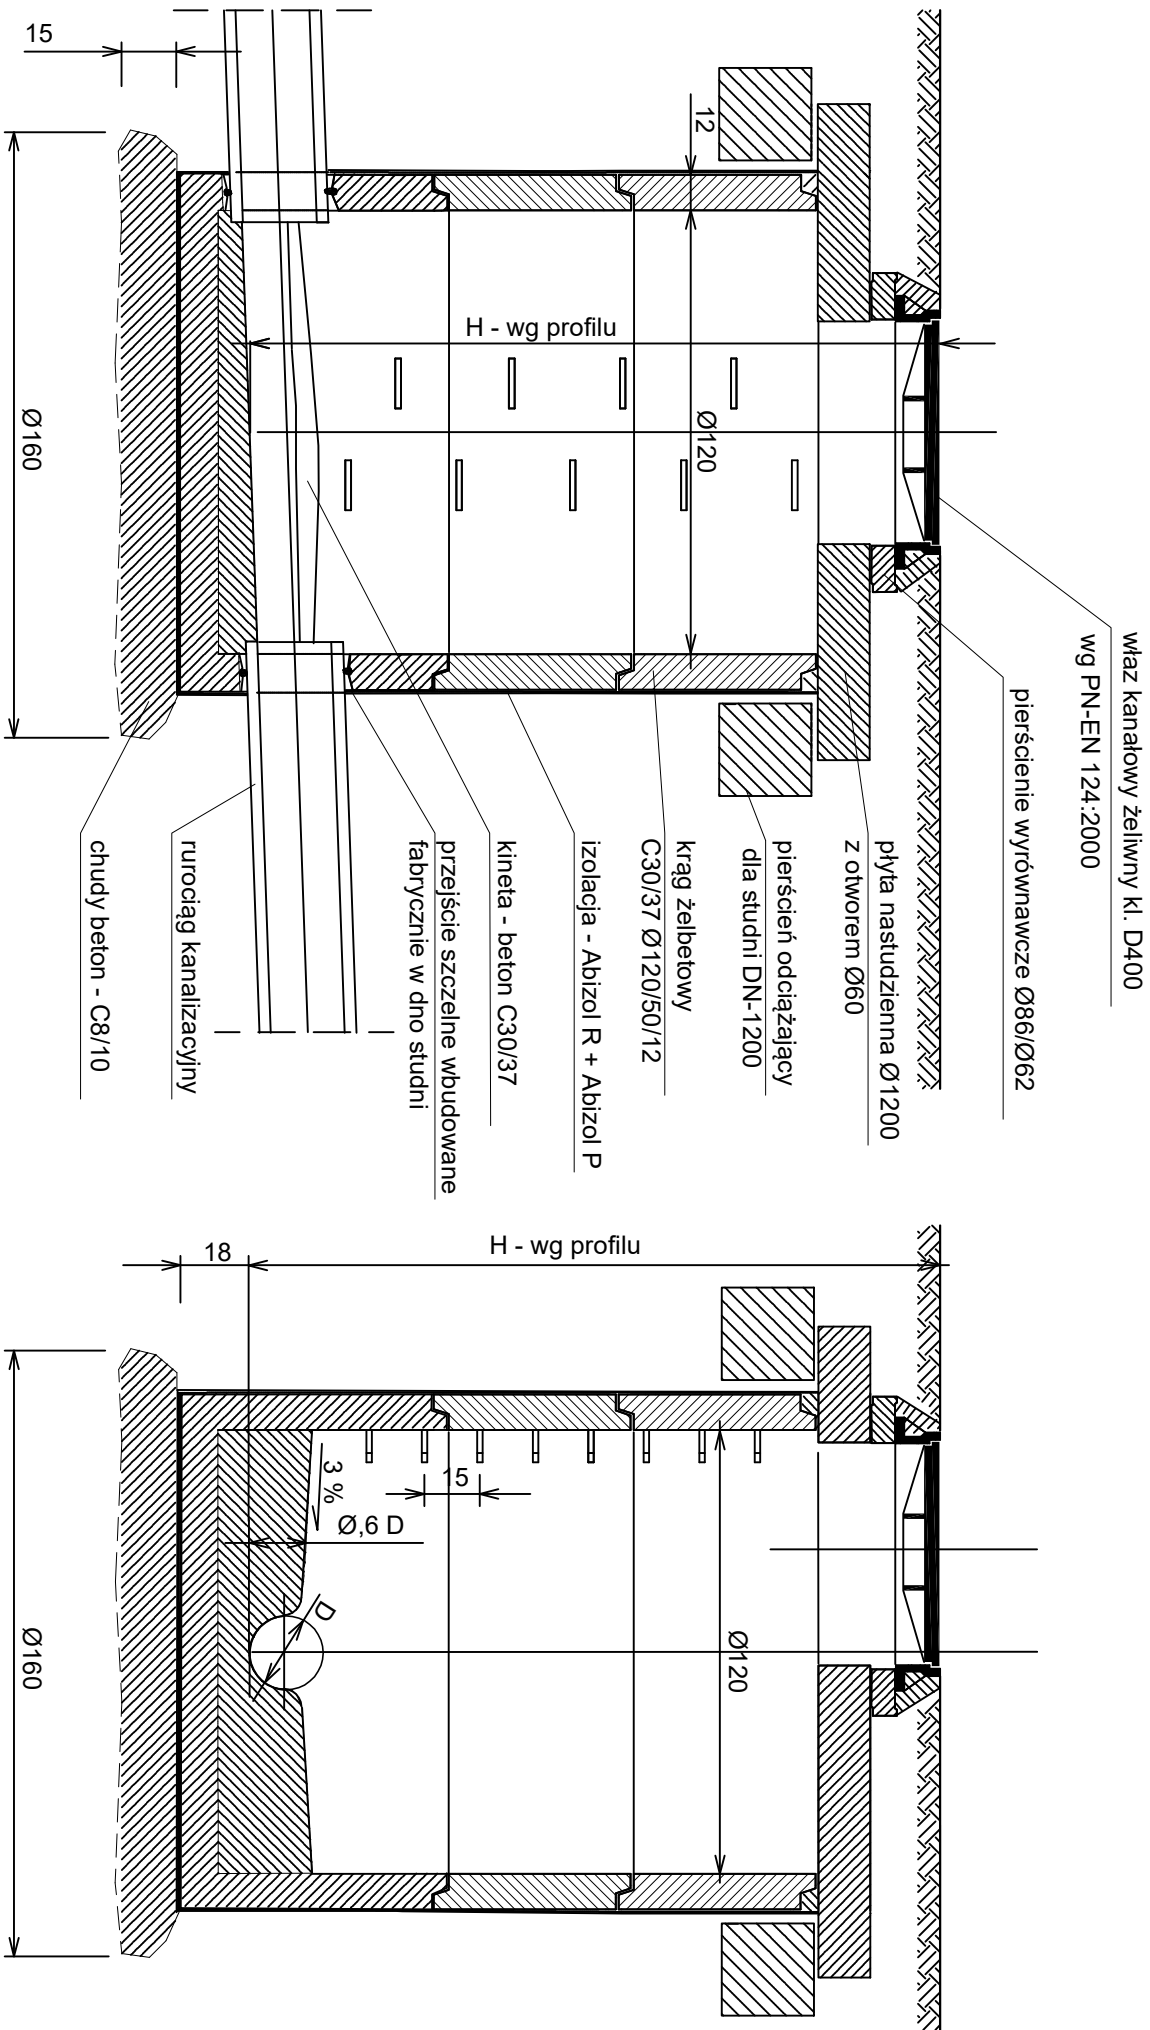 właz kanałowy żeliwny kl. D400
wg PN-EN 124:2000
pierścienie wyrównawcze Ø86/Ø62
płyta nastudzienna Ø1200
z otworem Ø60
pierścień odciążający
dla studni DN-1200
krąg żelbetowy
C30/37 Ø120/50/12
izolacja - Abizol R + Abizol P
kineta - beton C30/37
przejście szczelne wbudowane
fabrycznie w dno studni
rurociąg kanalizacyjny
chudy beton - C8/10
12
Ø120
H - wg profilu
15
Ø160
H - wg profilu
18
Ø120
15
3 %
Ø,6 D
D
Ø160